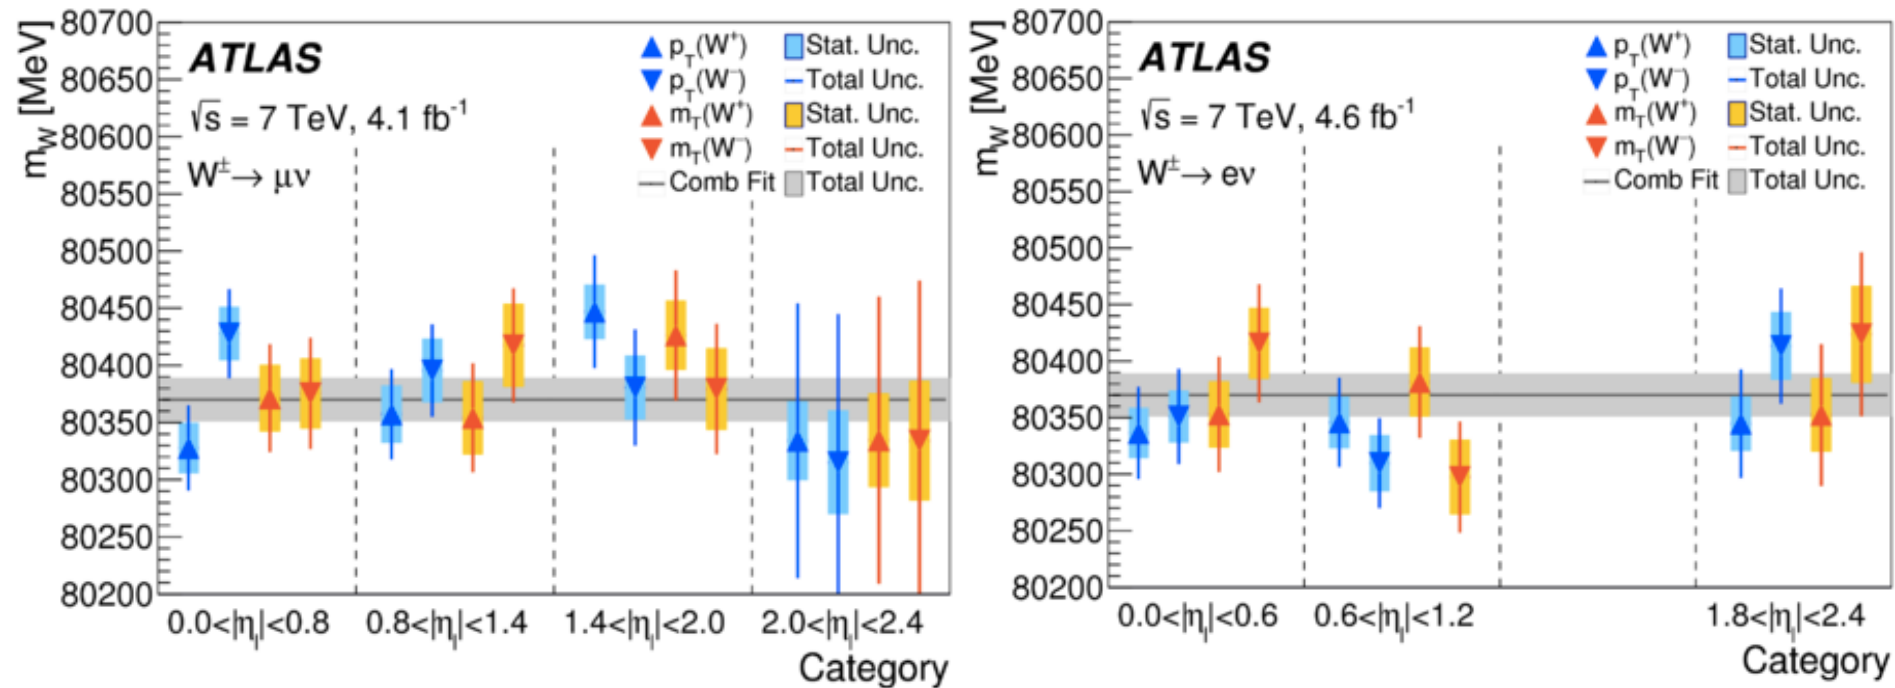 m_W [MeV]
80700
80650
80600
80550
80500
80450
80400
80350
80300
80250
80200
ATLAS
√s = 7 TeV, 4.1 fb⁻¹
W±→ μν
p_T(W⁺) Stat. Unc.
p_T(W⁻) Total Unc.
m_T(W⁺) Stat. Unc.
m_T(W⁻) Total Unc.
Comb Fit Total Unc.
0.0<|η_l|<0.8 0.8<|η_l|<1.4 1.4<|η_l|<2.0 2.0<|η_l|<2.4
Category
m_W [MeV]
80700
80650
80600
80550
80500
80450
80400
80350
80300
80250
80200
ATLAS
√s = 7 TeV, 4.6 fb⁻¹
W±→ eν
p_T(W⁺) Stat. Unc.
p_T(W⁻) Total Unc.
m_T(W⁺) Stat. Unc.
m_T(W⁻) Total Unc.
Comb Fit Total Unc.
0.0<|η_l|<0.6 0.6<|η_l|<1.2 1.8<|η_l|<2.4
Category